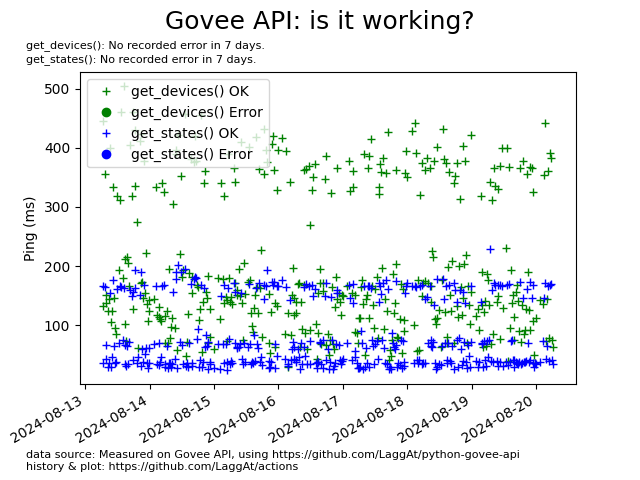 Govee API: is it working?
get_devices(): No recorded error in 7 days.
get_states(): No recorded error in 7 days.
500
400
300
200
100
Ping (ms)
get_devices() OK
get_devices() Error
get_states() OK
get_states() Error
2024-08-13
2024-08-14
2024-08-15
2024-08-16
2024-08-17
2024-08-18
2024-08-19
2024-08-20
data source: Measured on Govee API, using https://github.com/LaggAt/python-govee-api
history & plot: https://github.com/LaggAt/actions